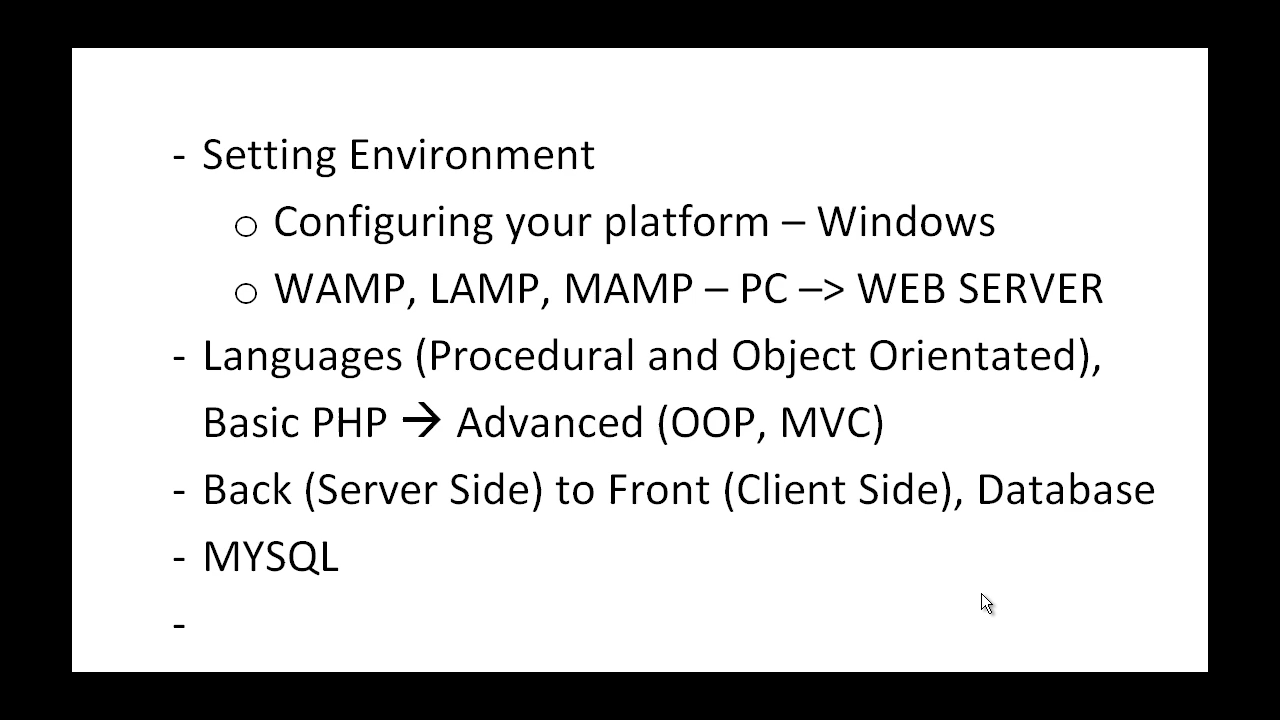 - Setting Environment
o Configuring your platform – Windows
o WAMP, LAMP, MAMP – PC –> WEB SERVER
- Languages (Procedural and Object Orientated),
Basic PHP → Advanced (OOP, MVC)
- Back (Server Side) to Front (Client Side), Database
- MYSQL
-